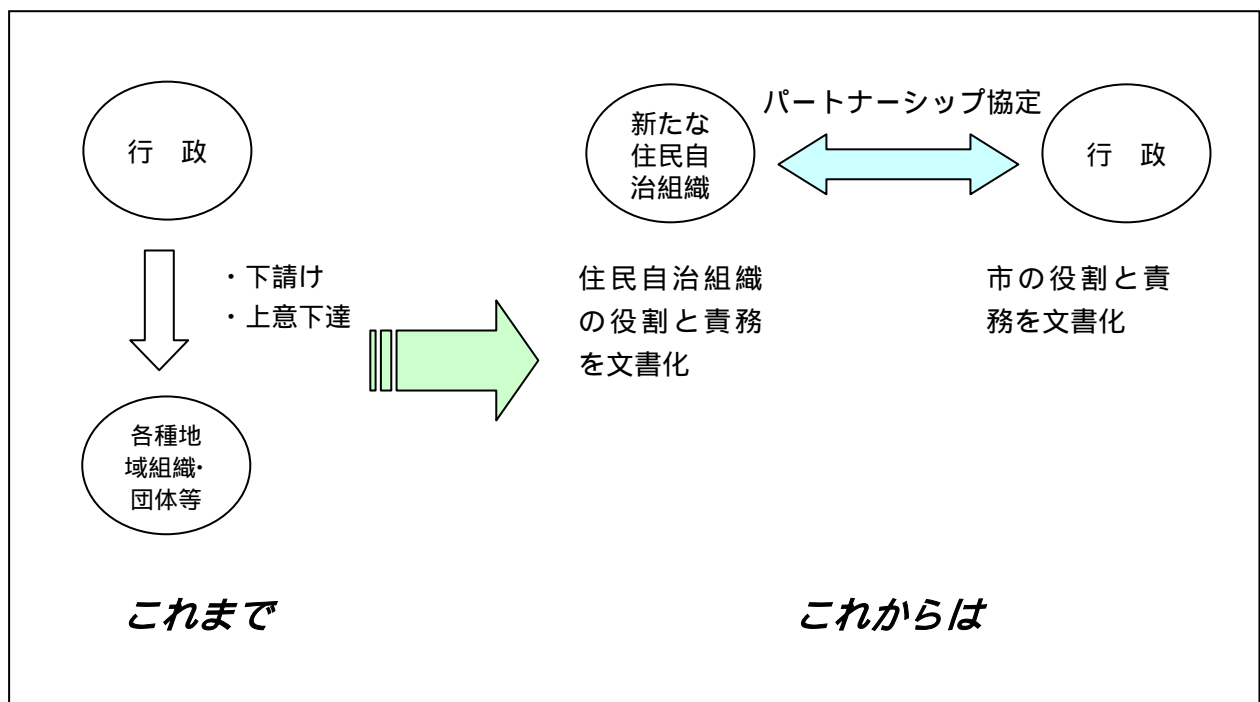 行　政
・下請け
・上意下達
各種地
域組織・
団体等
これまで
パートナーシップ協定
新たな
住民自
治組織
行　政
住民自治組織
の役割と責務
を文書化
市の役割と責
務を文書化
これからは